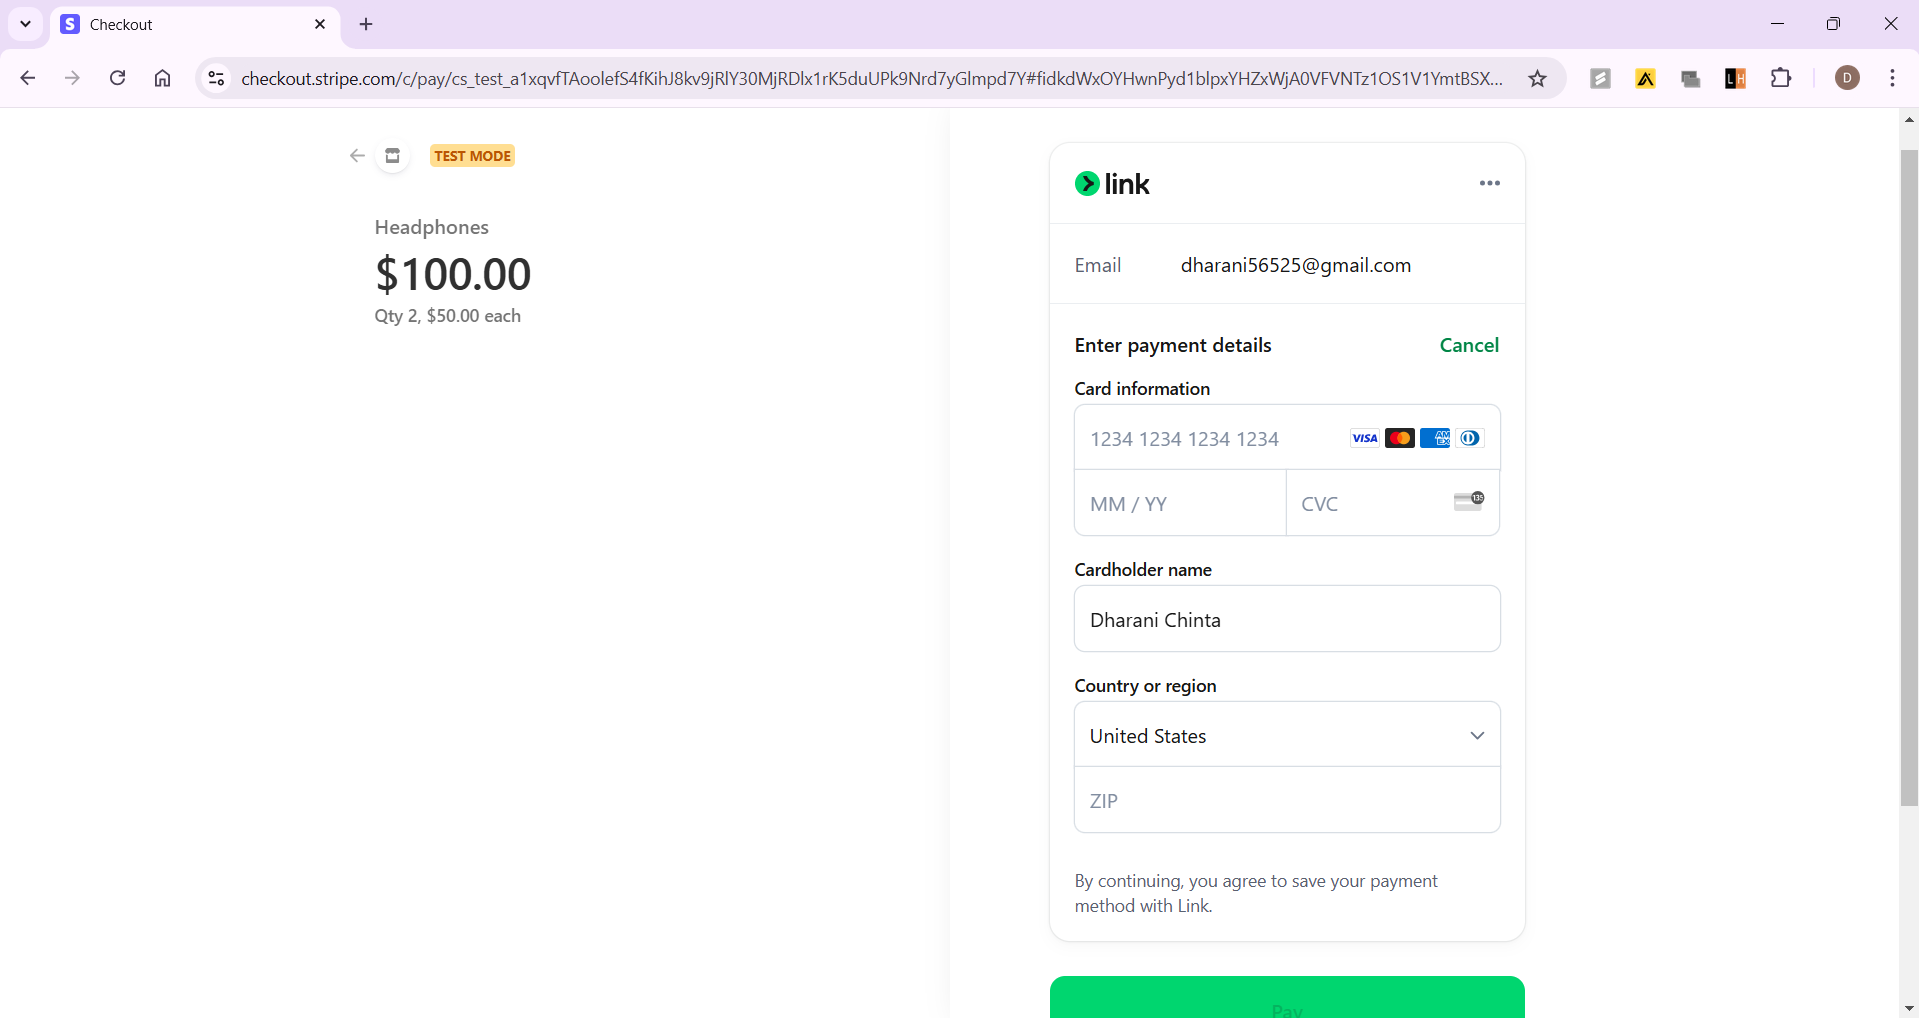 Checkout
checkout.stripe.com/c/pay/cs_test_a1xqvfTAoolefS4fKihJ8kv9jRlY30MjRDlx1rK5duUPk9Nrd7yGlmpd7Y#fidkdWxOYHwnPyd1blpxYHZxWjA0VFVNTz1OS1V1YmtBSX...
D
TEST MODE
Headphones
$100.00
Qty 2, $50.00 each
link
Email dharani56525@gmail.com
Enter payment details Cancel
Card information
1234 1234 1234 1234 VISA AMEX
MM / YY CVC 135
Cardholder name
Dharani Chinta
Country or region
United States
ZIP
By continuing, you agree to save your payment
method with Link.
Pay